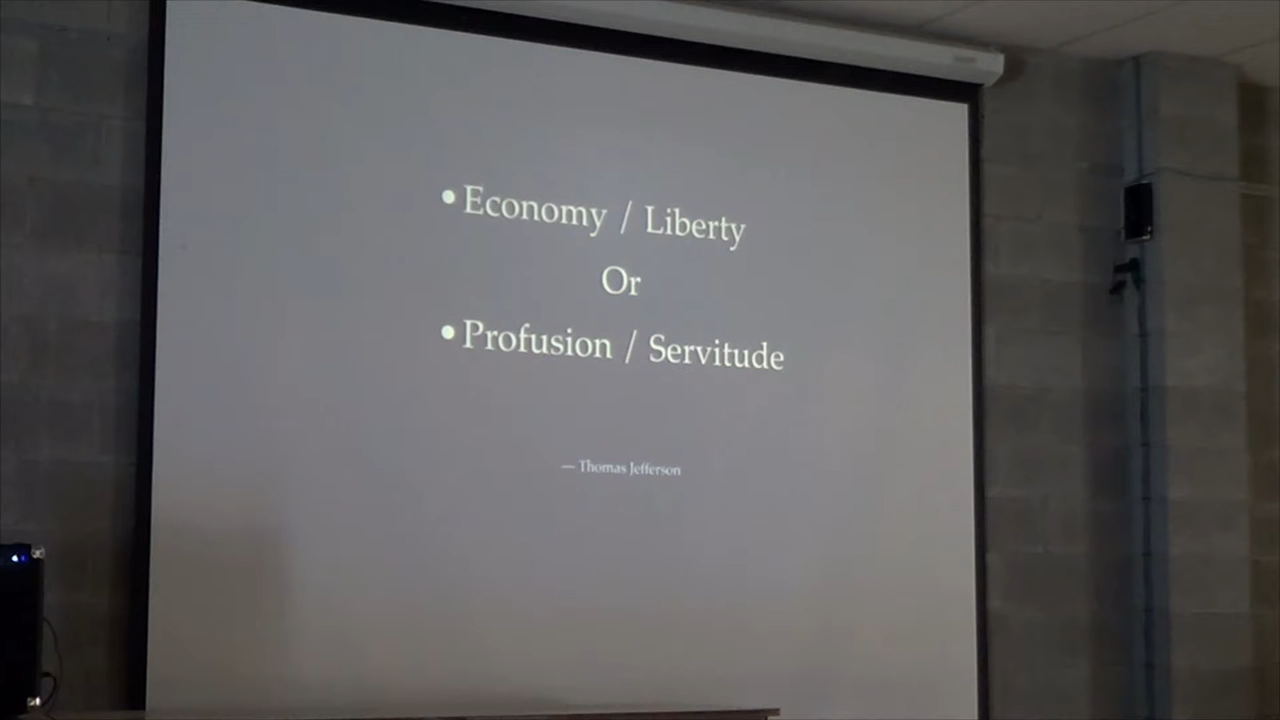 •Economy / Liberty
Or
•Profusion / Servitude
— Thomas Jefferson